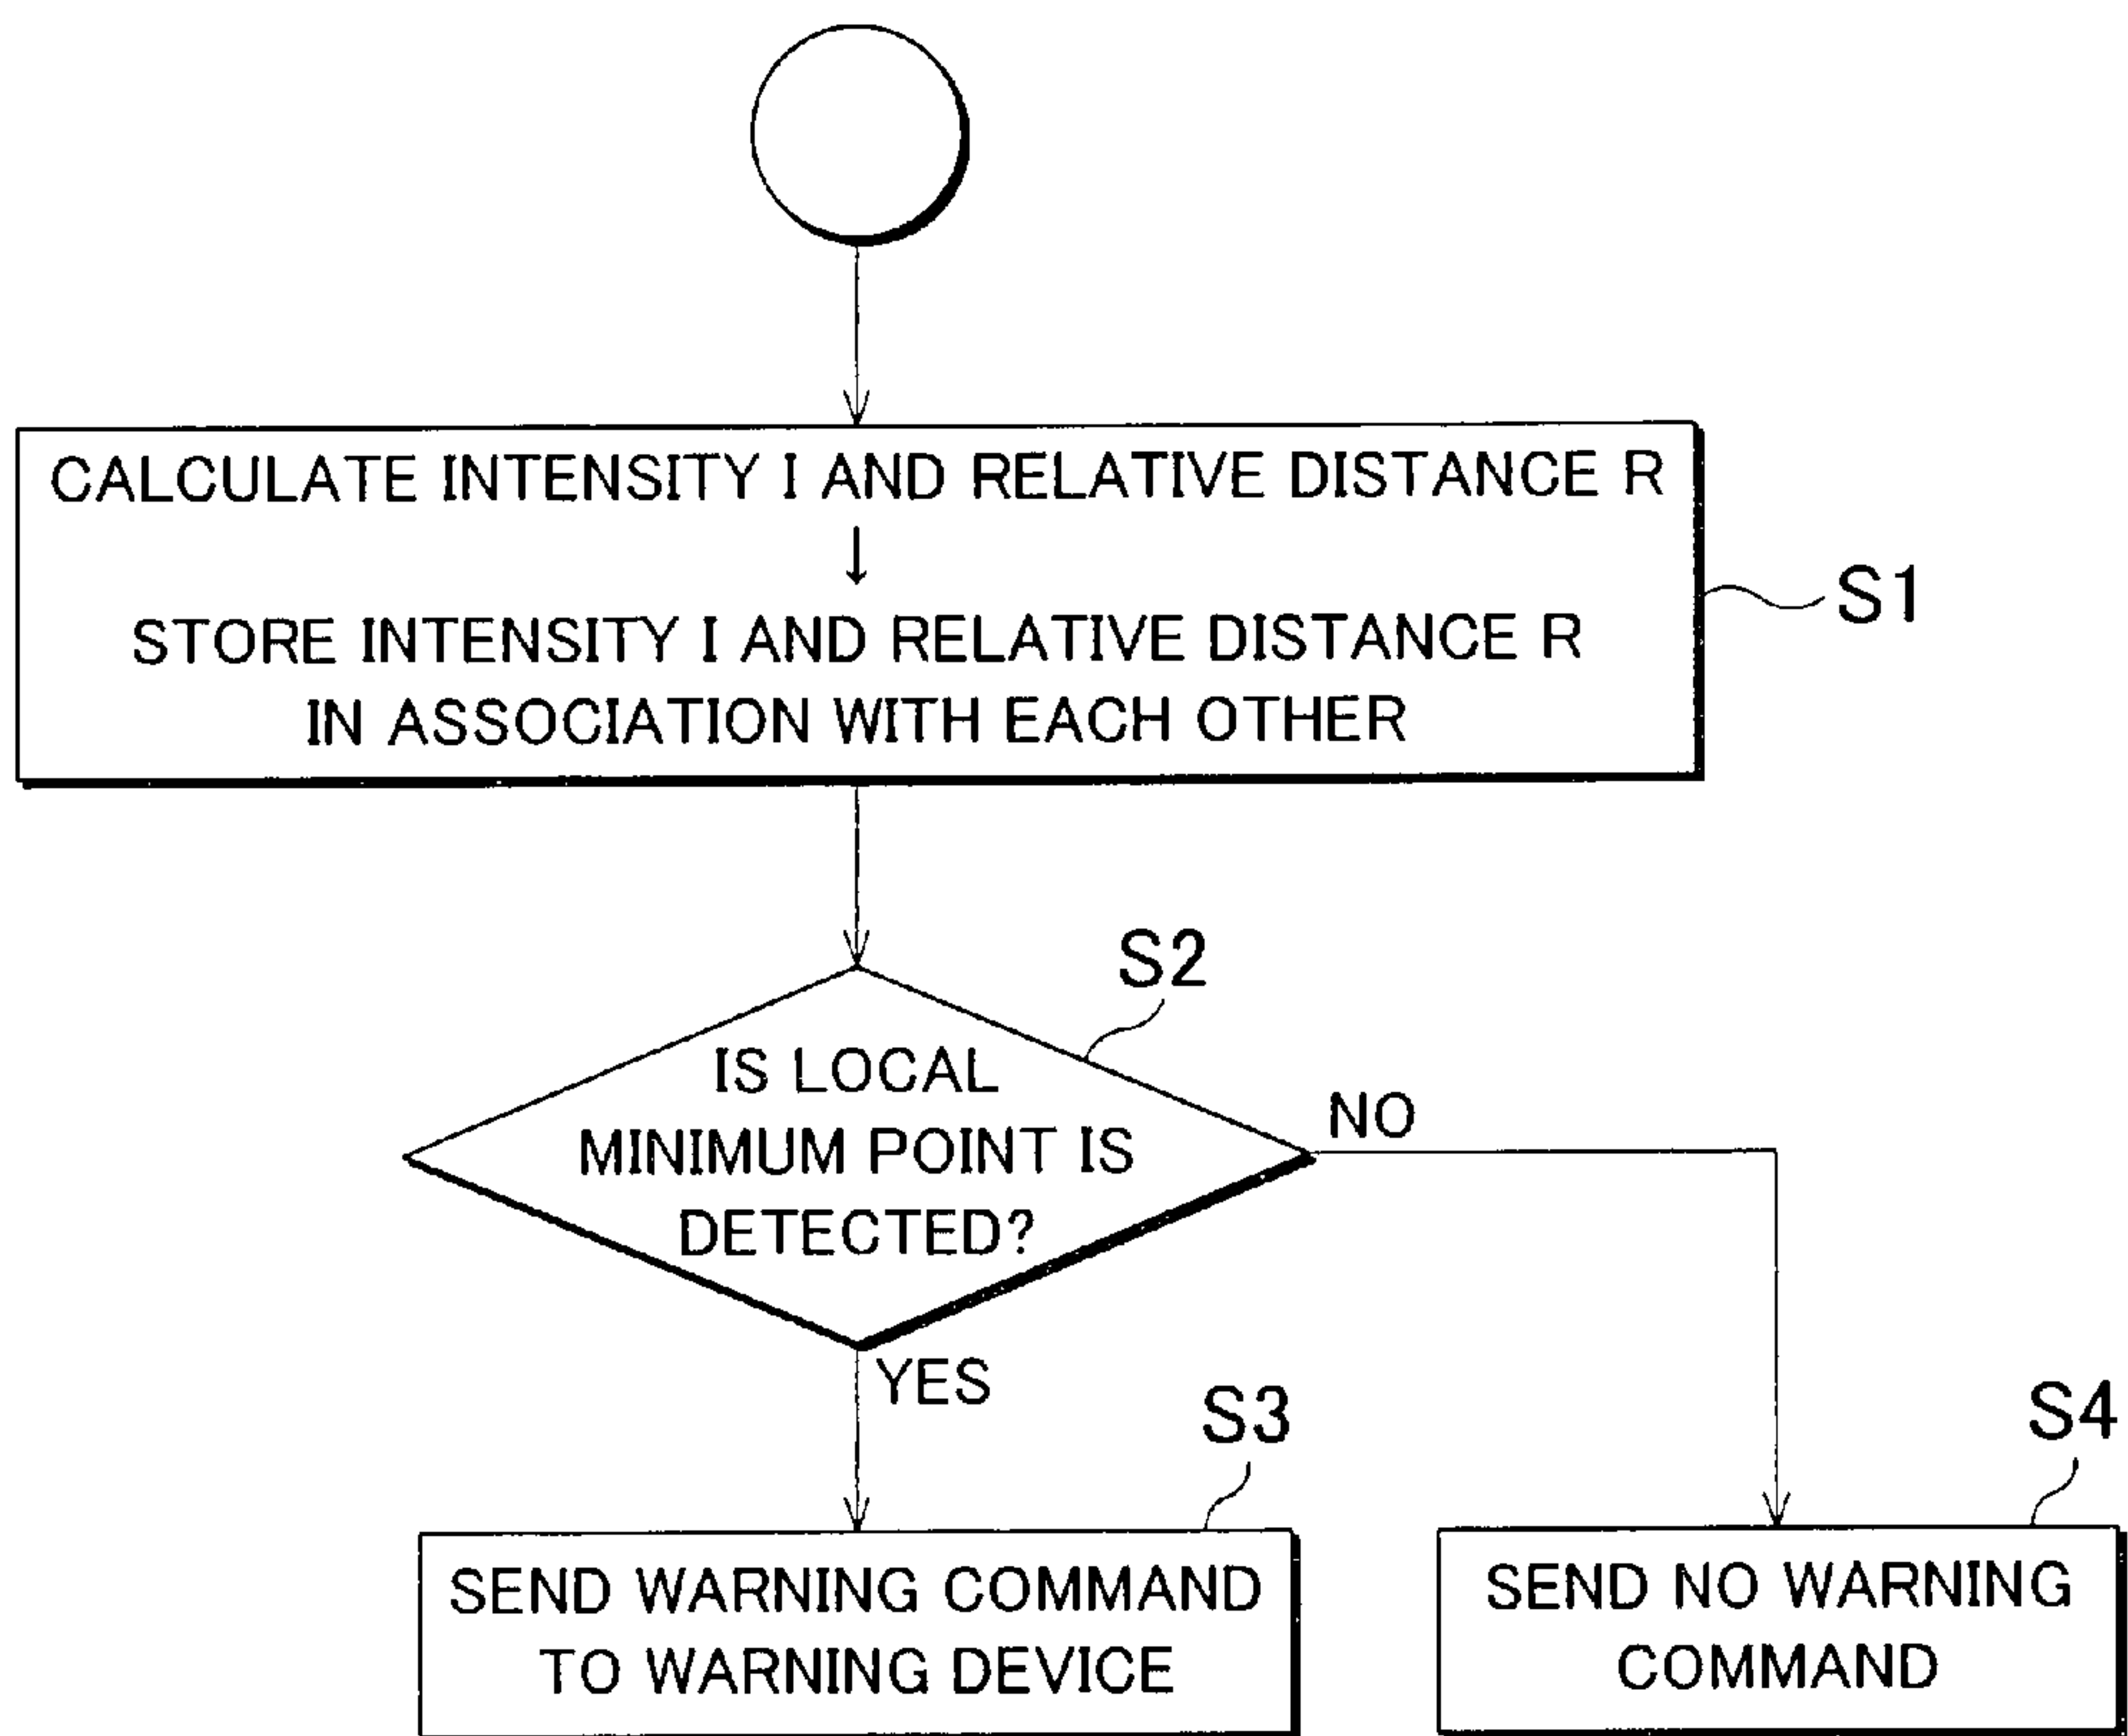 CALCULATE INTENSITY I AND RELATIVE DISTANCE R
↓
STORE INTENSITY I AND RELATIVE DISTANCE R
IN ASSOCIATION WITH EACH OTHER
S1
S2
IS LOCAL
MINIMUM POINT IS
DETECTED?
NO
YES
S3
SEND WARNING COMMAND
TO WARNING DEVICE
S4
SEND NO WARNING
COMMAND